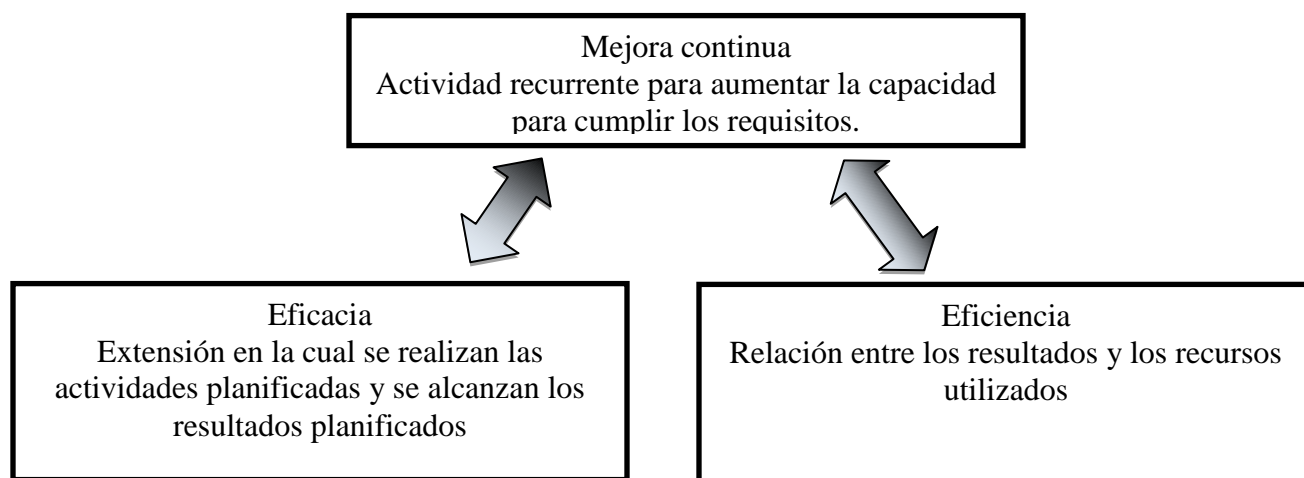 Mejora continua
Actividad recurrente para aumentar la capacidad
para cumplir los requisitos.
Eficacia
Extensión en la cual se realizan las
actividades planificadas y se alcanzan los
resultados planificados
Eficiencia
Relación entre los resultados y los recursos
utilizados